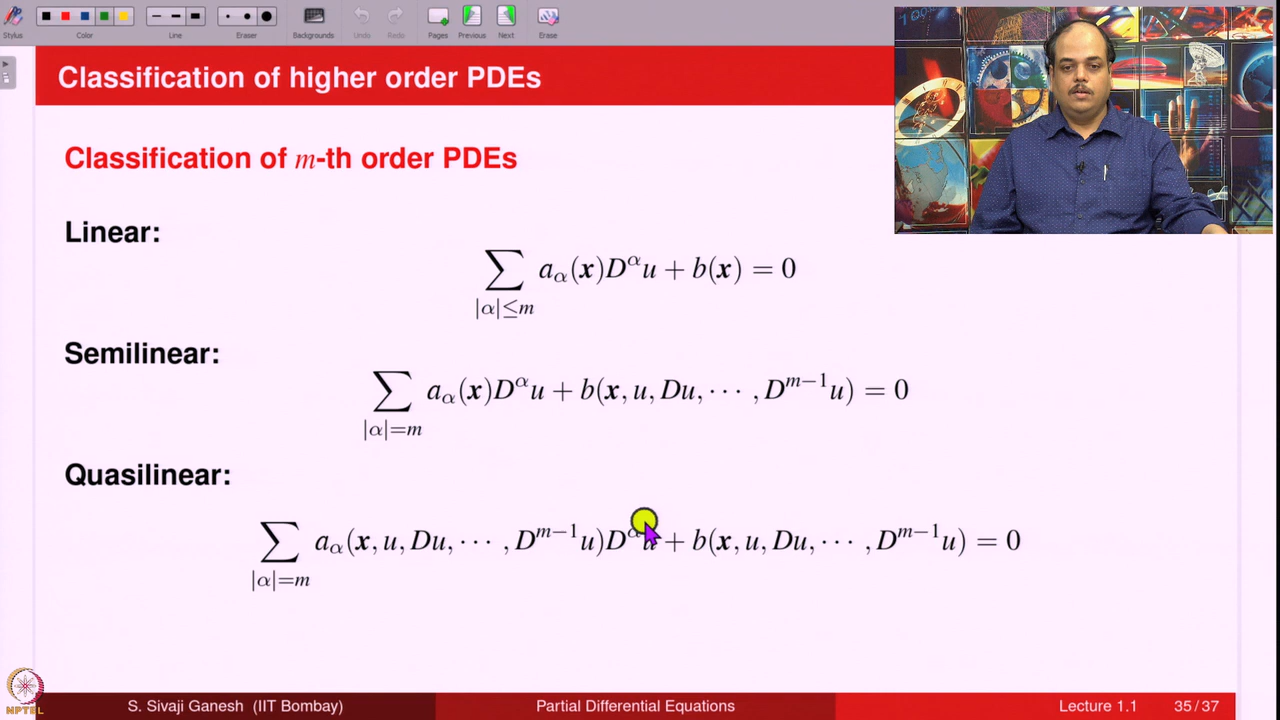 Stylus Color Line Eraser Backgrounds Undo Redo Pages Previous Next Erase
Classification of higher order PDEs
Classification of m-th order PDEs
Linear:
∑_{|α|≤m} a_α(x)D^α u + b(x) = 0
Semilinear:
∑_{|α|=m} a_α(x)D^α u + b(x, u, Du, ⋯ , D^{m−1}u) = 0
Quasilinear:
∑_{|α|=m} a_α(x, u, Du, ⋯ , D^{m−1}u)D^α u + b(x, u, Du, ⋯ , D^{m−1}u) = 0
NPTEL
S. Sivaji Ganesh (IIT Bombay) Partial Differential Equations Lecture 1.1 35 / 37